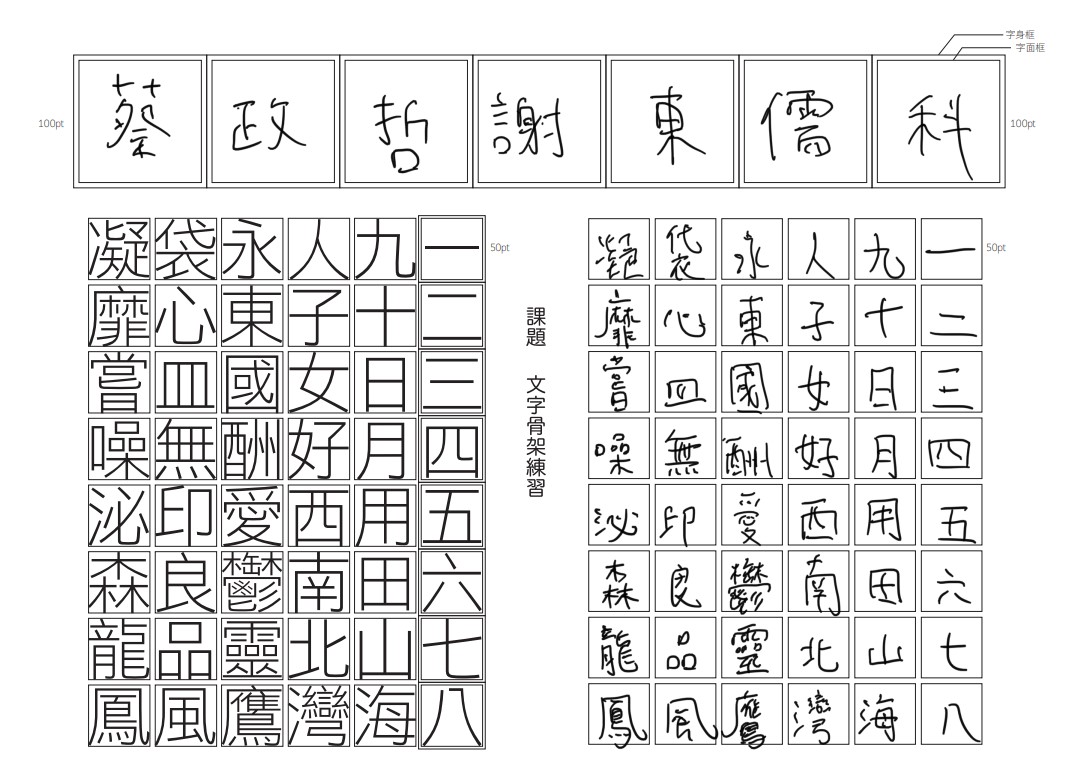 字身框
字面框
100pt
蔡政哲謝東儒科
100pt
50pt
一二三四五六七八
九十日月用田山海
人子女好西南北灣
永東國酬愛鬱靈鷹
袋心皿無印良品風
凝靡嘗噪泌森龍鳳
課題 文字骨架練習
50pt
一二三四五六七八
九十日月用田山海
人子女好西南北灣
永東國酬愛鬱靈鷹
袋心皿無印良品風
凝靡嘗噪泌森龍鳳